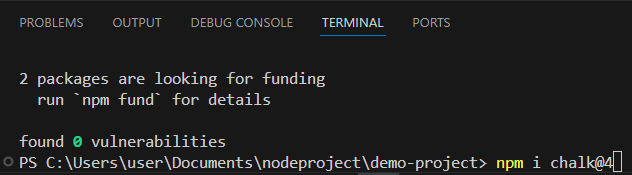 PROBLEMS OUTPUT DEBUG CONSOLE TERMINAL PORTS
2 packages are looking for funding
run `npm fund` for details
found 0 vulnerabilities
PS C:\Users\user\Documents\nodeproject\demo-project> npm i chalk@4